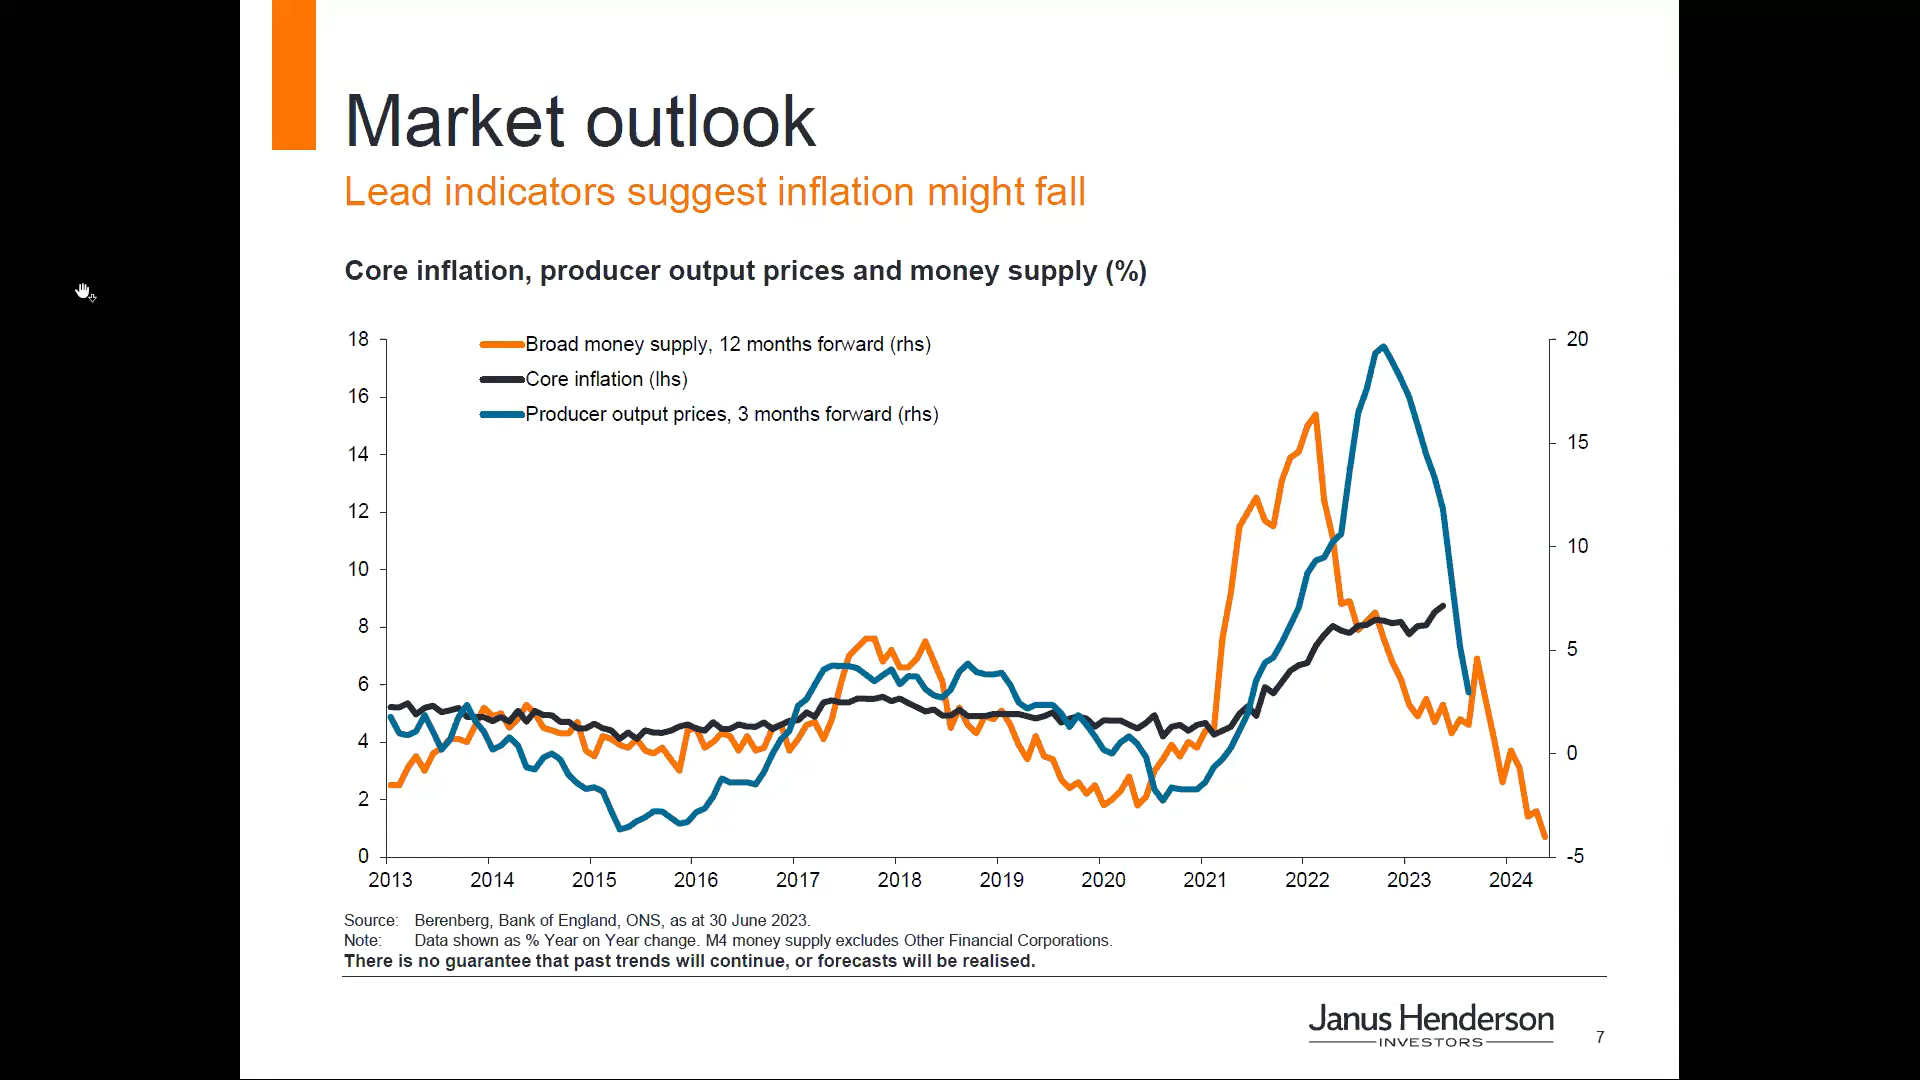 Market outlook
Lead indicators suggest inflation might fall
Core inflation, producer output prices and money supply (%)
Broad money supply, 12 months forward (rhs)
Core inflation (lhs)
Producer output prices, 3 months forward (rhs)
18
16
14
12
10
8
6
4
2
0
20
15
10
5
0
-5
2013 2014 2015 2016 2017 2018 2019 2020 2021 2022 2023 2024
Source: Berenberg, Bank of England, ONS, as at 30 June 2023.
Note: Data shown as % Year on Year change. M4 money supply excludes Other Financial Corporations.
There is no guarantee that past trends will continue, or forecasts will be realised.
Janus Henderson
INVESTORS
7